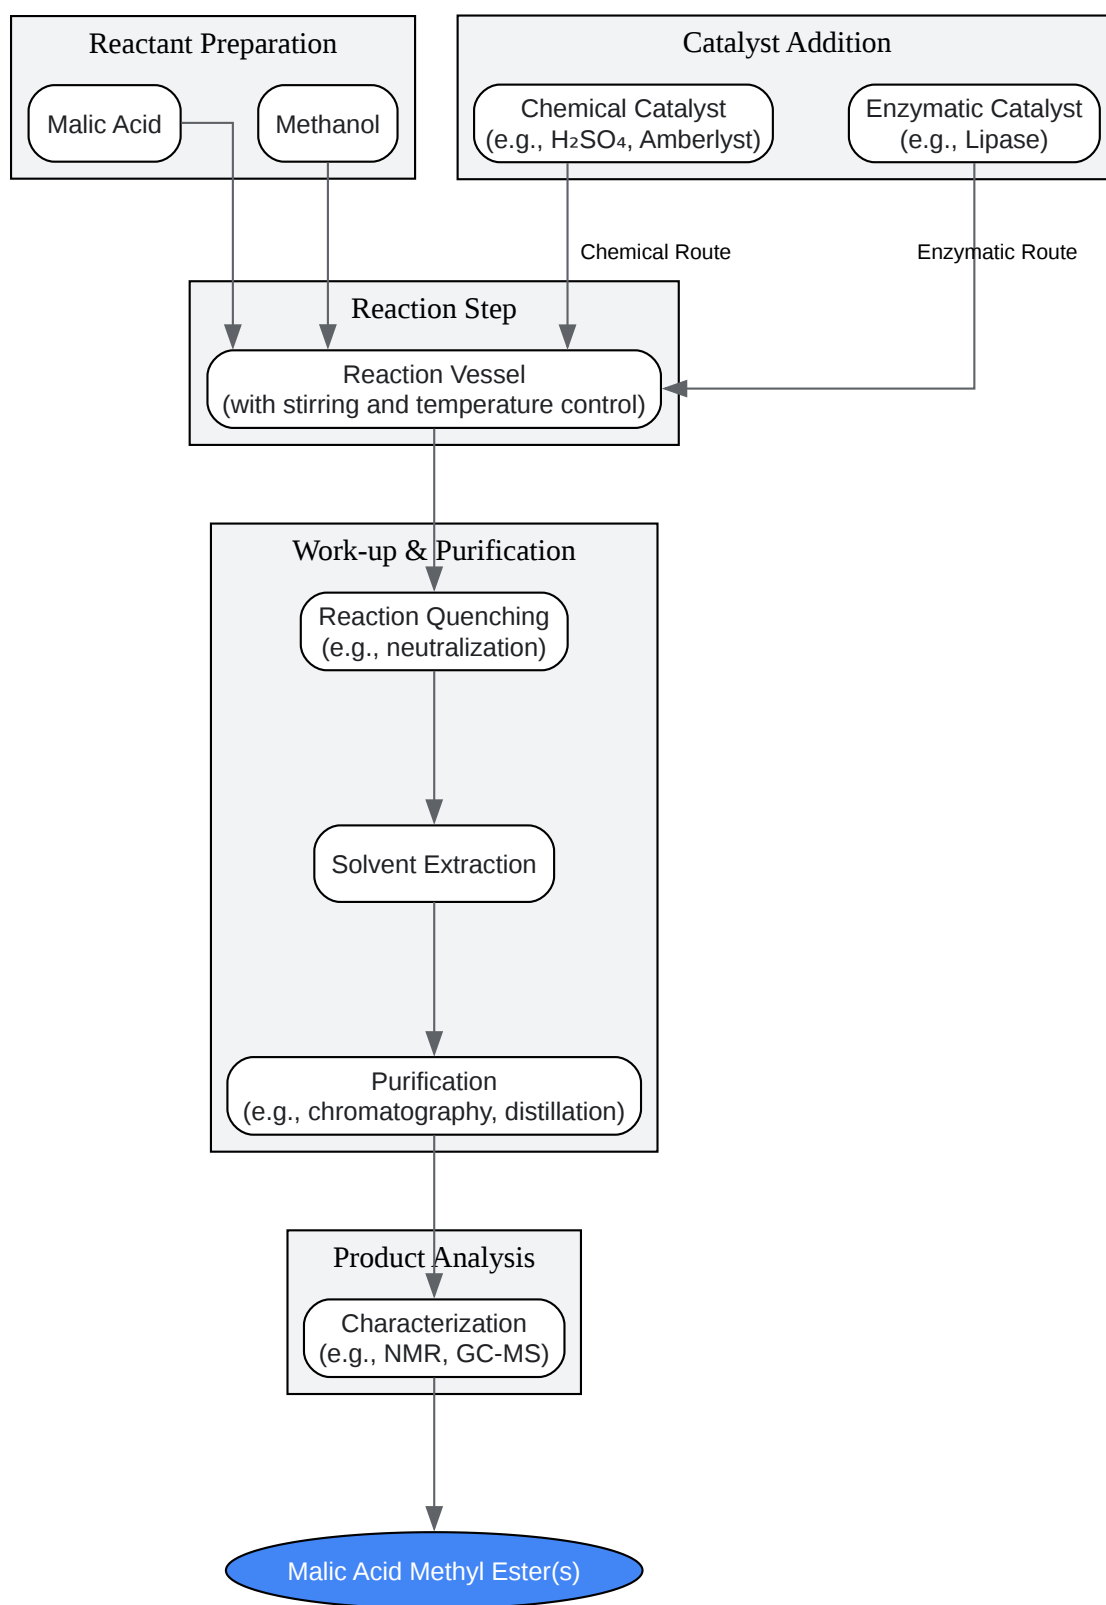 Reactant Preparation
Malic Acid
Methanol
Catalyst Addition
Chemical Catalyst
(e.g., H₂SO₄, Amberlyst)
Enzymatic Catalyst
(e.g., Lipase)
Chemical Route
Enzymatic Route
Reaction Step
Reaction Vessel
(with stirring and temperature control)
Work-up & Purification
Reaction Quenching
(e.g., neutralization)
Solvent Extraction
Purification
(e.g., chromatography, distillation)
Product Analysis
Characterization
(e.g., NMR, GC-MS)
Malic Acid Methyl Ester(s)